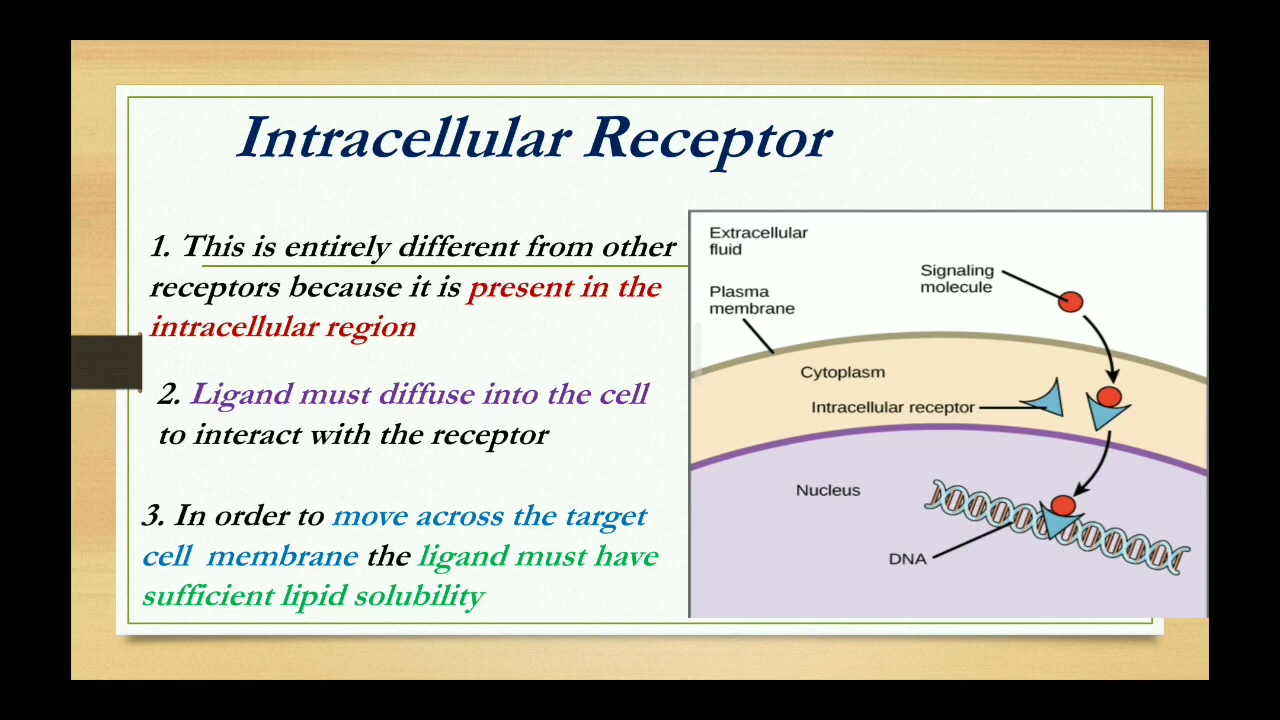 Intracellular Receptor
1. This is entirely different from other
receptors because it is present in the
intracellular region
2. Ligand must diffuse into the cell
to interact with the receptor
3. In order to move across the target
cell membrane the ligand must have
sufficient lipid solubility
Extracellular
fluid
Signaling
molecule
Plasma
membrane
Cytoplasm
Intracellular receptor
Nucleus
DNA